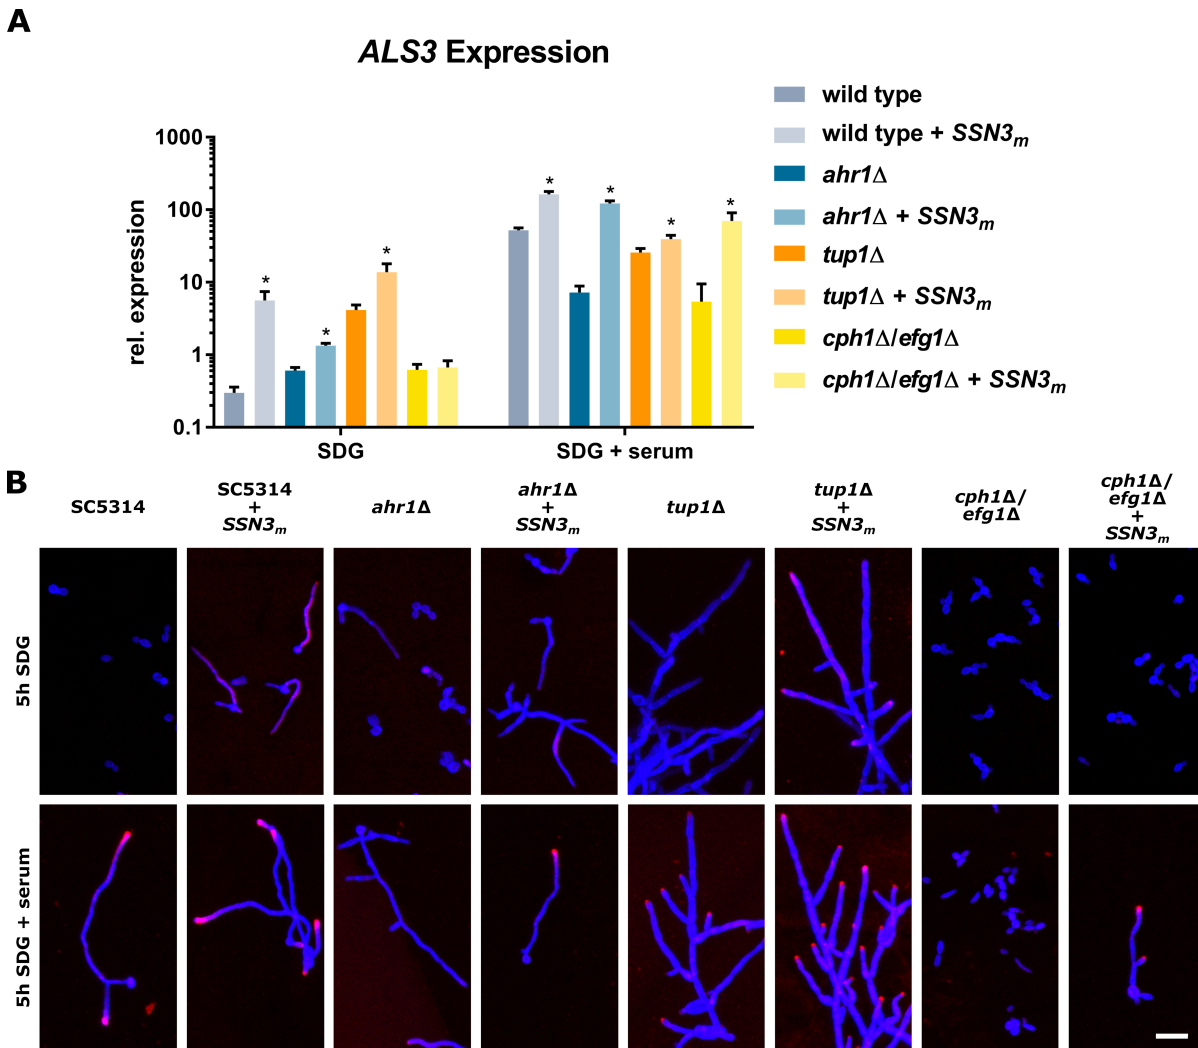 A
ALS3 Expression
1000
100
10
1
0.1
rel. expression
*
*
*
*
*
*
*
SDG
SDG + serum
wild type
wild type + SSN3m
ahr1Δ
ahr1Δ + SSN3m
tup1Δ
tup1Δ + SSN3m
cph1Δ/efg1Δ
cph1Δ/efg1Δ + SSN3m
B
SC5314
SC5314
+
SSN3m
ahr1Δ
ahr1Δ
+
SSN3m
tup1Δ
tup1Δ
+
SSN3m
cph1Δ/
efg1Δ
cph1Δ/
efg1Δ
+
SSN3m
5h SDG
5h SDG + serum